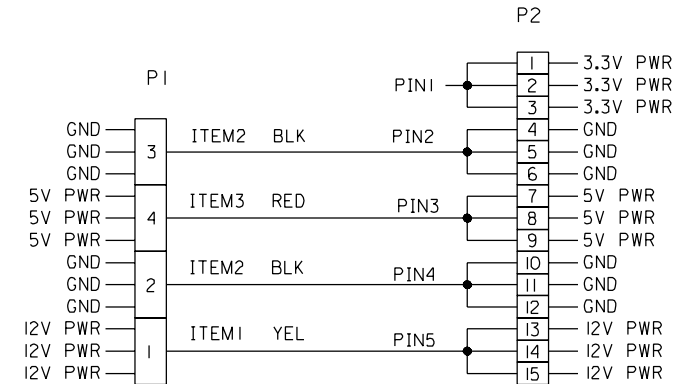 P2
1 3.3V PWR
P1 PIN1 2 3.3V PWR
3 3.3V PWR
GND 4 GND
GND 3 ITEM2 BLK PIN2 5 GND
GND 6 GND
5V PWR 7 5V PWR
5V PWR 4 ITEM3 RED PIN3 8 5V PWR
5V PWR 9 5V PWR
GND 10 GND
GND 2 ITEM2 BLK PIN4 11 GND
GND 12 GND
12V PWR 13 12V PWR
12V PWR 1 ITEM1 YEL PIN5 14 12V PWR
12V PWR 15 12V PWR